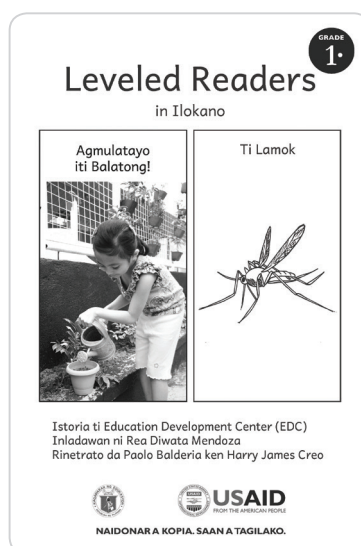 GRADE
1
Leveled Readers
in Ilokano
Agmulatayo
iti Balatong!
Ti Lamok
Istoria ti Education Development Center (EDC)
Inladawan ni Rea Diwata Mendoza
Rinetrato da Paolo Balderia ken Harry James Creo
USAID
FROM THE AMERICAN PEOPLE
NAIDONAR A KOPIA. SAAN A TAGILAKO.